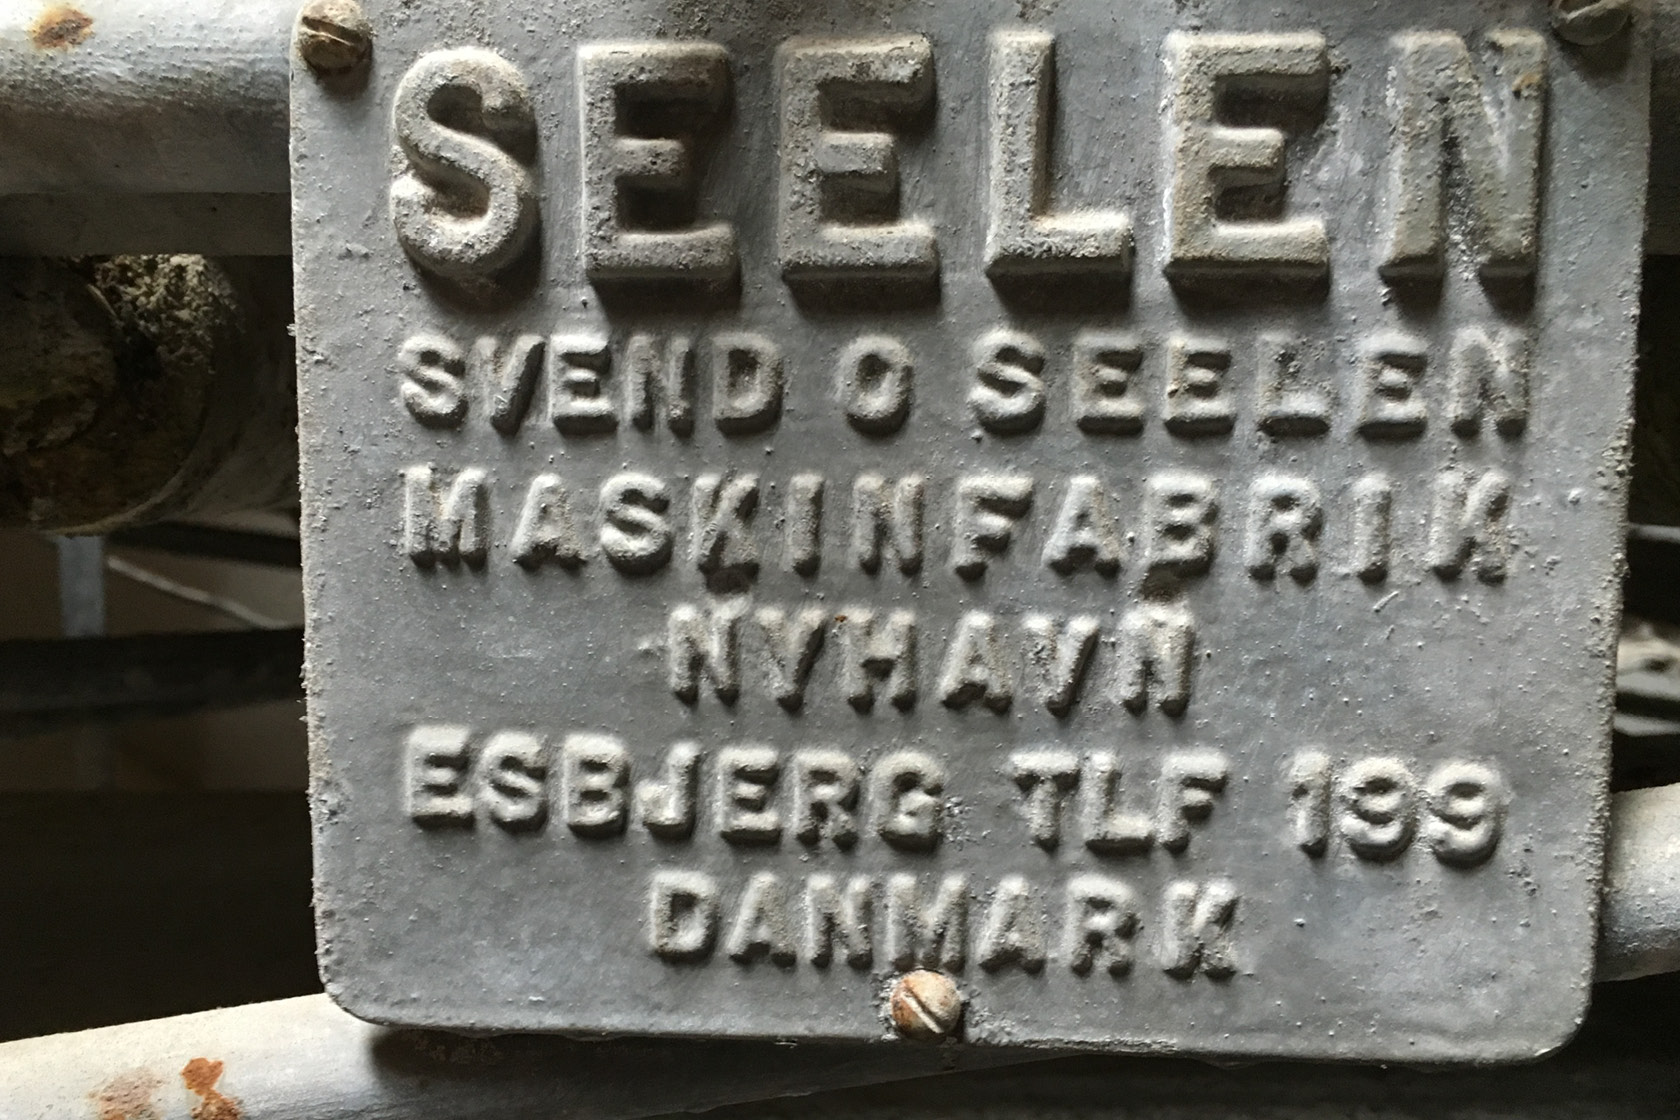 SEELEN
SVEND O SEELEN
MASKINFABRIK
NYHAVN
ESBJERG TLF 199
DANMARK